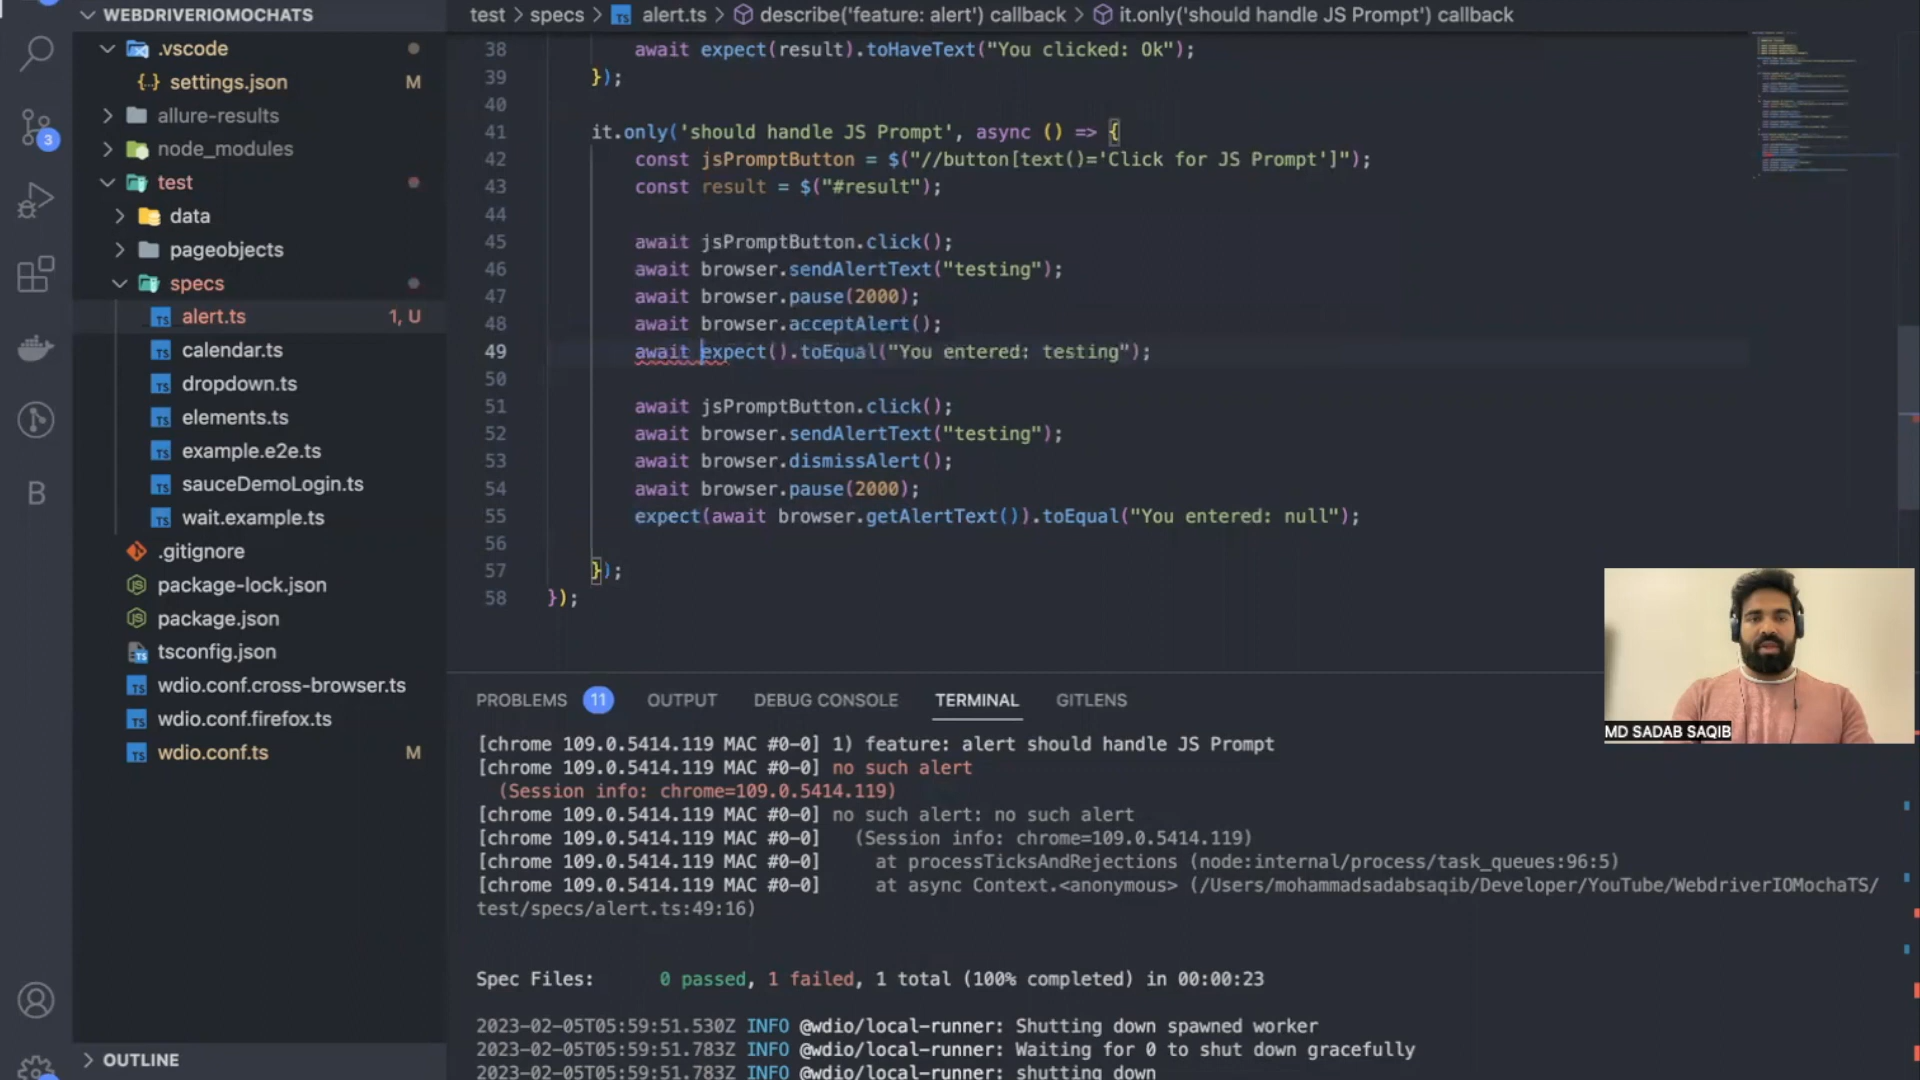 WEBDRIVERIOMOCHATS
.vscode
settings.json M
allure-results
node_modules
test
data
pageobjects
specs
alert.ts 1, U
calendar.ts
dropdown.ts
elements.ts
example.e2e.ts
sauceDemoLogin.ts
wait.example.ts
.gitignore
package-lock.json
package.json
tsconfig.json
wdio.conf.cross-browser.ts
wdio.conf.firefox.ts
wdio.conf.ts M
OUTLINE
3
B
test > specs > TS alert.ts > describe('feature: alert') callback > it.only('should handle JS Prompt') callback
38 await expect(result).toHaveText("You clicked: Ok");
39 });
40
41 it.only('should handle JS Prompt', async () => {
42 const jsPromptButton = $("//button[text()='Click for JS Prompt']");
43 const result = $("#result");
44
45 await jsPromptButton.click();
46 await browser.sendAlertText("testing");
47 await browser.pause(2000);
48 await browser.acceptAlert();
49 await expect().toEqual("You entered: testing");
50
51 await jsPromptButton.click();
52 await browser.sendAlertText("testing");
53 await browser.dismissAlert();
54 await browser.pause(2000);
55 expect(await browser.getAlertText()).toEqual("You entered: null");
56
57 });
58 });
MD SADAB SAQIB
PROBLEMS 11 OUTPUT DEBUG CONSOLE TERMINAL GITLENS
[chrome 109.0.5414.119 MAC #0-0] 1) feature: alert should handle JS Prompt
[chrome 109.0.5414.119 MAC #0-0] no such alert
(Session info: chrome=109.0.5414.119)
[chrome 109.0.5414.119 MAC #0-0] no such alert: no such alert
[chrome 109.0.5414.119 MAC #0-0] (Session info: chrome=109.0.5414.119)
[chrome 109.0.5414.119 MAC #0-0] at processTicksAndRejections (node:internal/process/task_queues:96:5)
[chrome 109.0.5414.119 MAC #0-0] at async Context.<anonymous> (/Users/mohammadsadabsaqib/Developer/YouTube/WebdriverIOMochaTS/
test/specs/alert.ts:49:16)
Spec Files: 0 passed, 1 failed, 1 total (100% completed) in 00:00:23
2023-02-05T05:59:51.530Z INFO @wdio/local-runner: Shutting down spawned worker
2023-02-05T05:59:51.783Z INFO @wdio/local-runner: Waiting for 0 to shut down gracefully
2023-02-05T05:59:51.783Z INFO @wdio/local-runner: shutting down